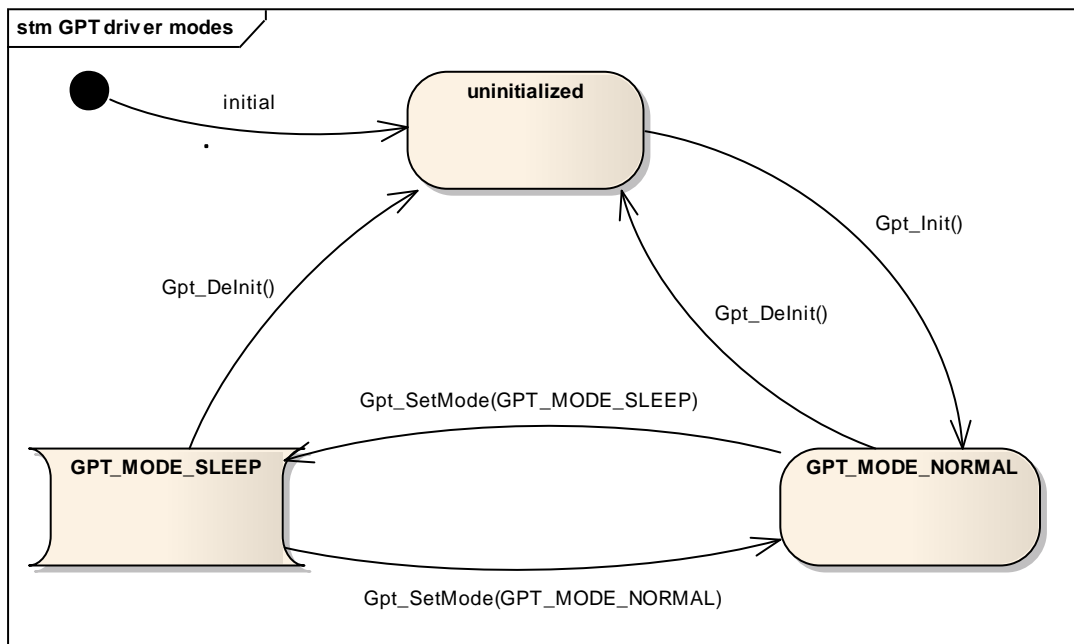 stm GPT driver modes
uninitialized
initial
Gpt_Init()
Gpt_DeInit()
Gpt_DeInit()
Gpt_SetMode(GPT_MODE_SLEEP)
GPT_MODE_SLEEP
GPT_MODE_NORMAL
Gpt_SetMode(GPT_MODE_NORMAL)